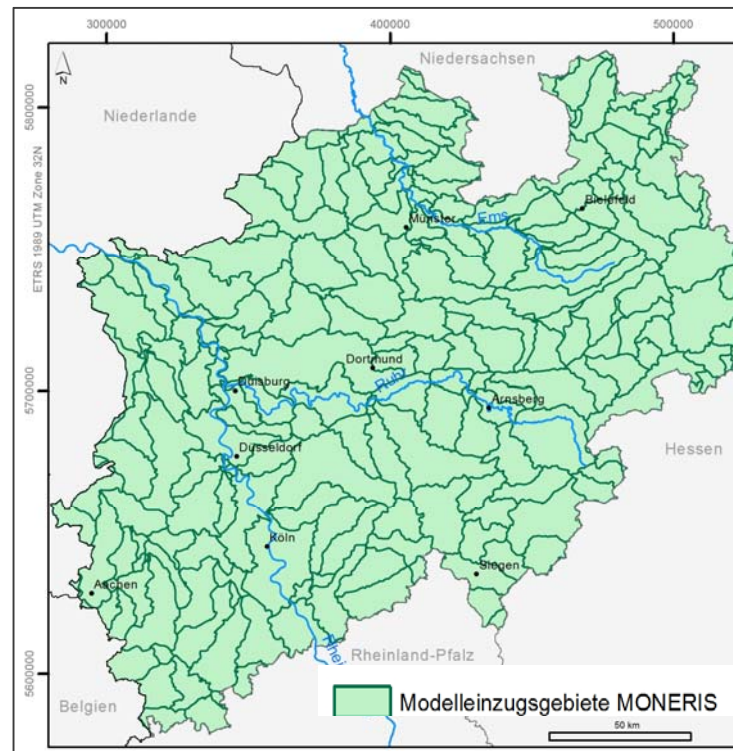 300000 400000 500000
Niedersachsen
Niederlande
5800000
ETRS 1989 UTM Zone 32N
N
Bielefeld
Ems
Münster
Dortmund
Ruhr
Duisburg
5700000
Arnsberg
Hessen
Düsseldorf
Köln
Siegen
Aachen
Rheinland-Pfalz
5600000
Belgien
Modelleinzugsgebiete MONERIS
50 km